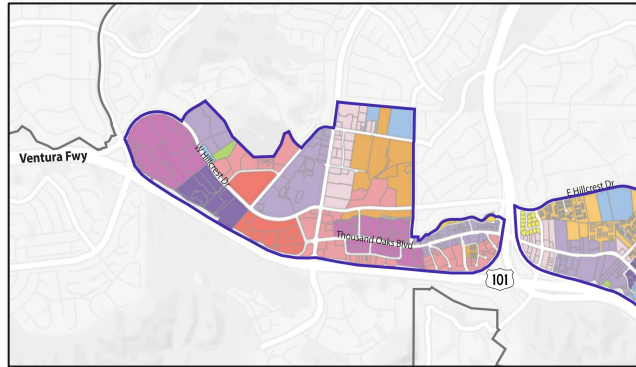 Ventura Fwy
W Hillcrest Dr
E Hillcrest Dr
Thousand Oaks Blvd
101